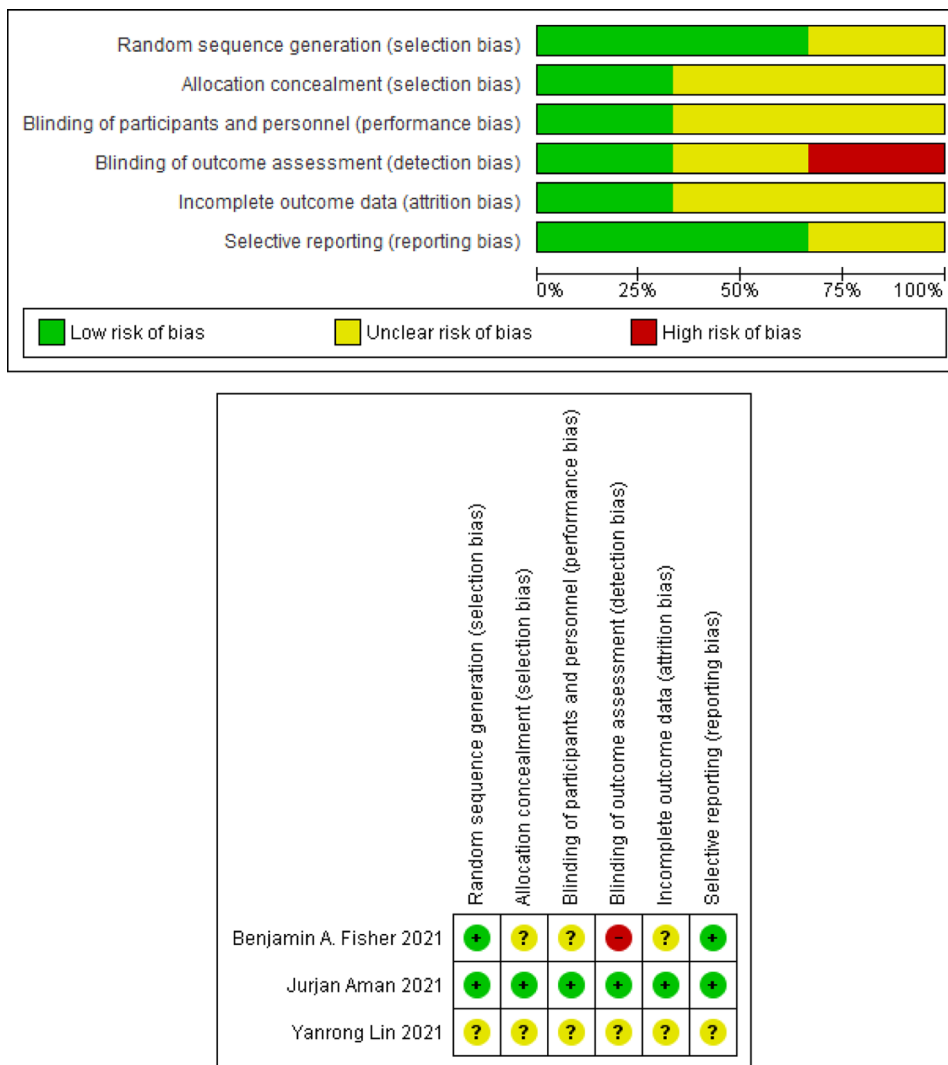 Random sequence generation (selection bias)
Allocation concealment (selection bias)
Blinding of participants and personnel (performance bias)
Blinding of outcome assessment (detection bias)
Incomplete outcome data (attrition bias)
Selective reporting (reporting bias)
0% 25% 50% 75% 100%
Low risk of bias Unclear risk of bias High risk of bias
Random sequence generation (selection bias)
Allocation concealment (selection bias)
Blinding of participants and personnel (performance bias)
Blinding of outcome assessment (detection bias)
Incomplete outcome data (attrition bias)
Selective reporting (reporting bias)
Benjamin A. Fisher 2021 + ? ? - ? +
Jurjan Aman 2021 + + + + + +
Yanrong Lin 2021 ? ? ? ? ? ?